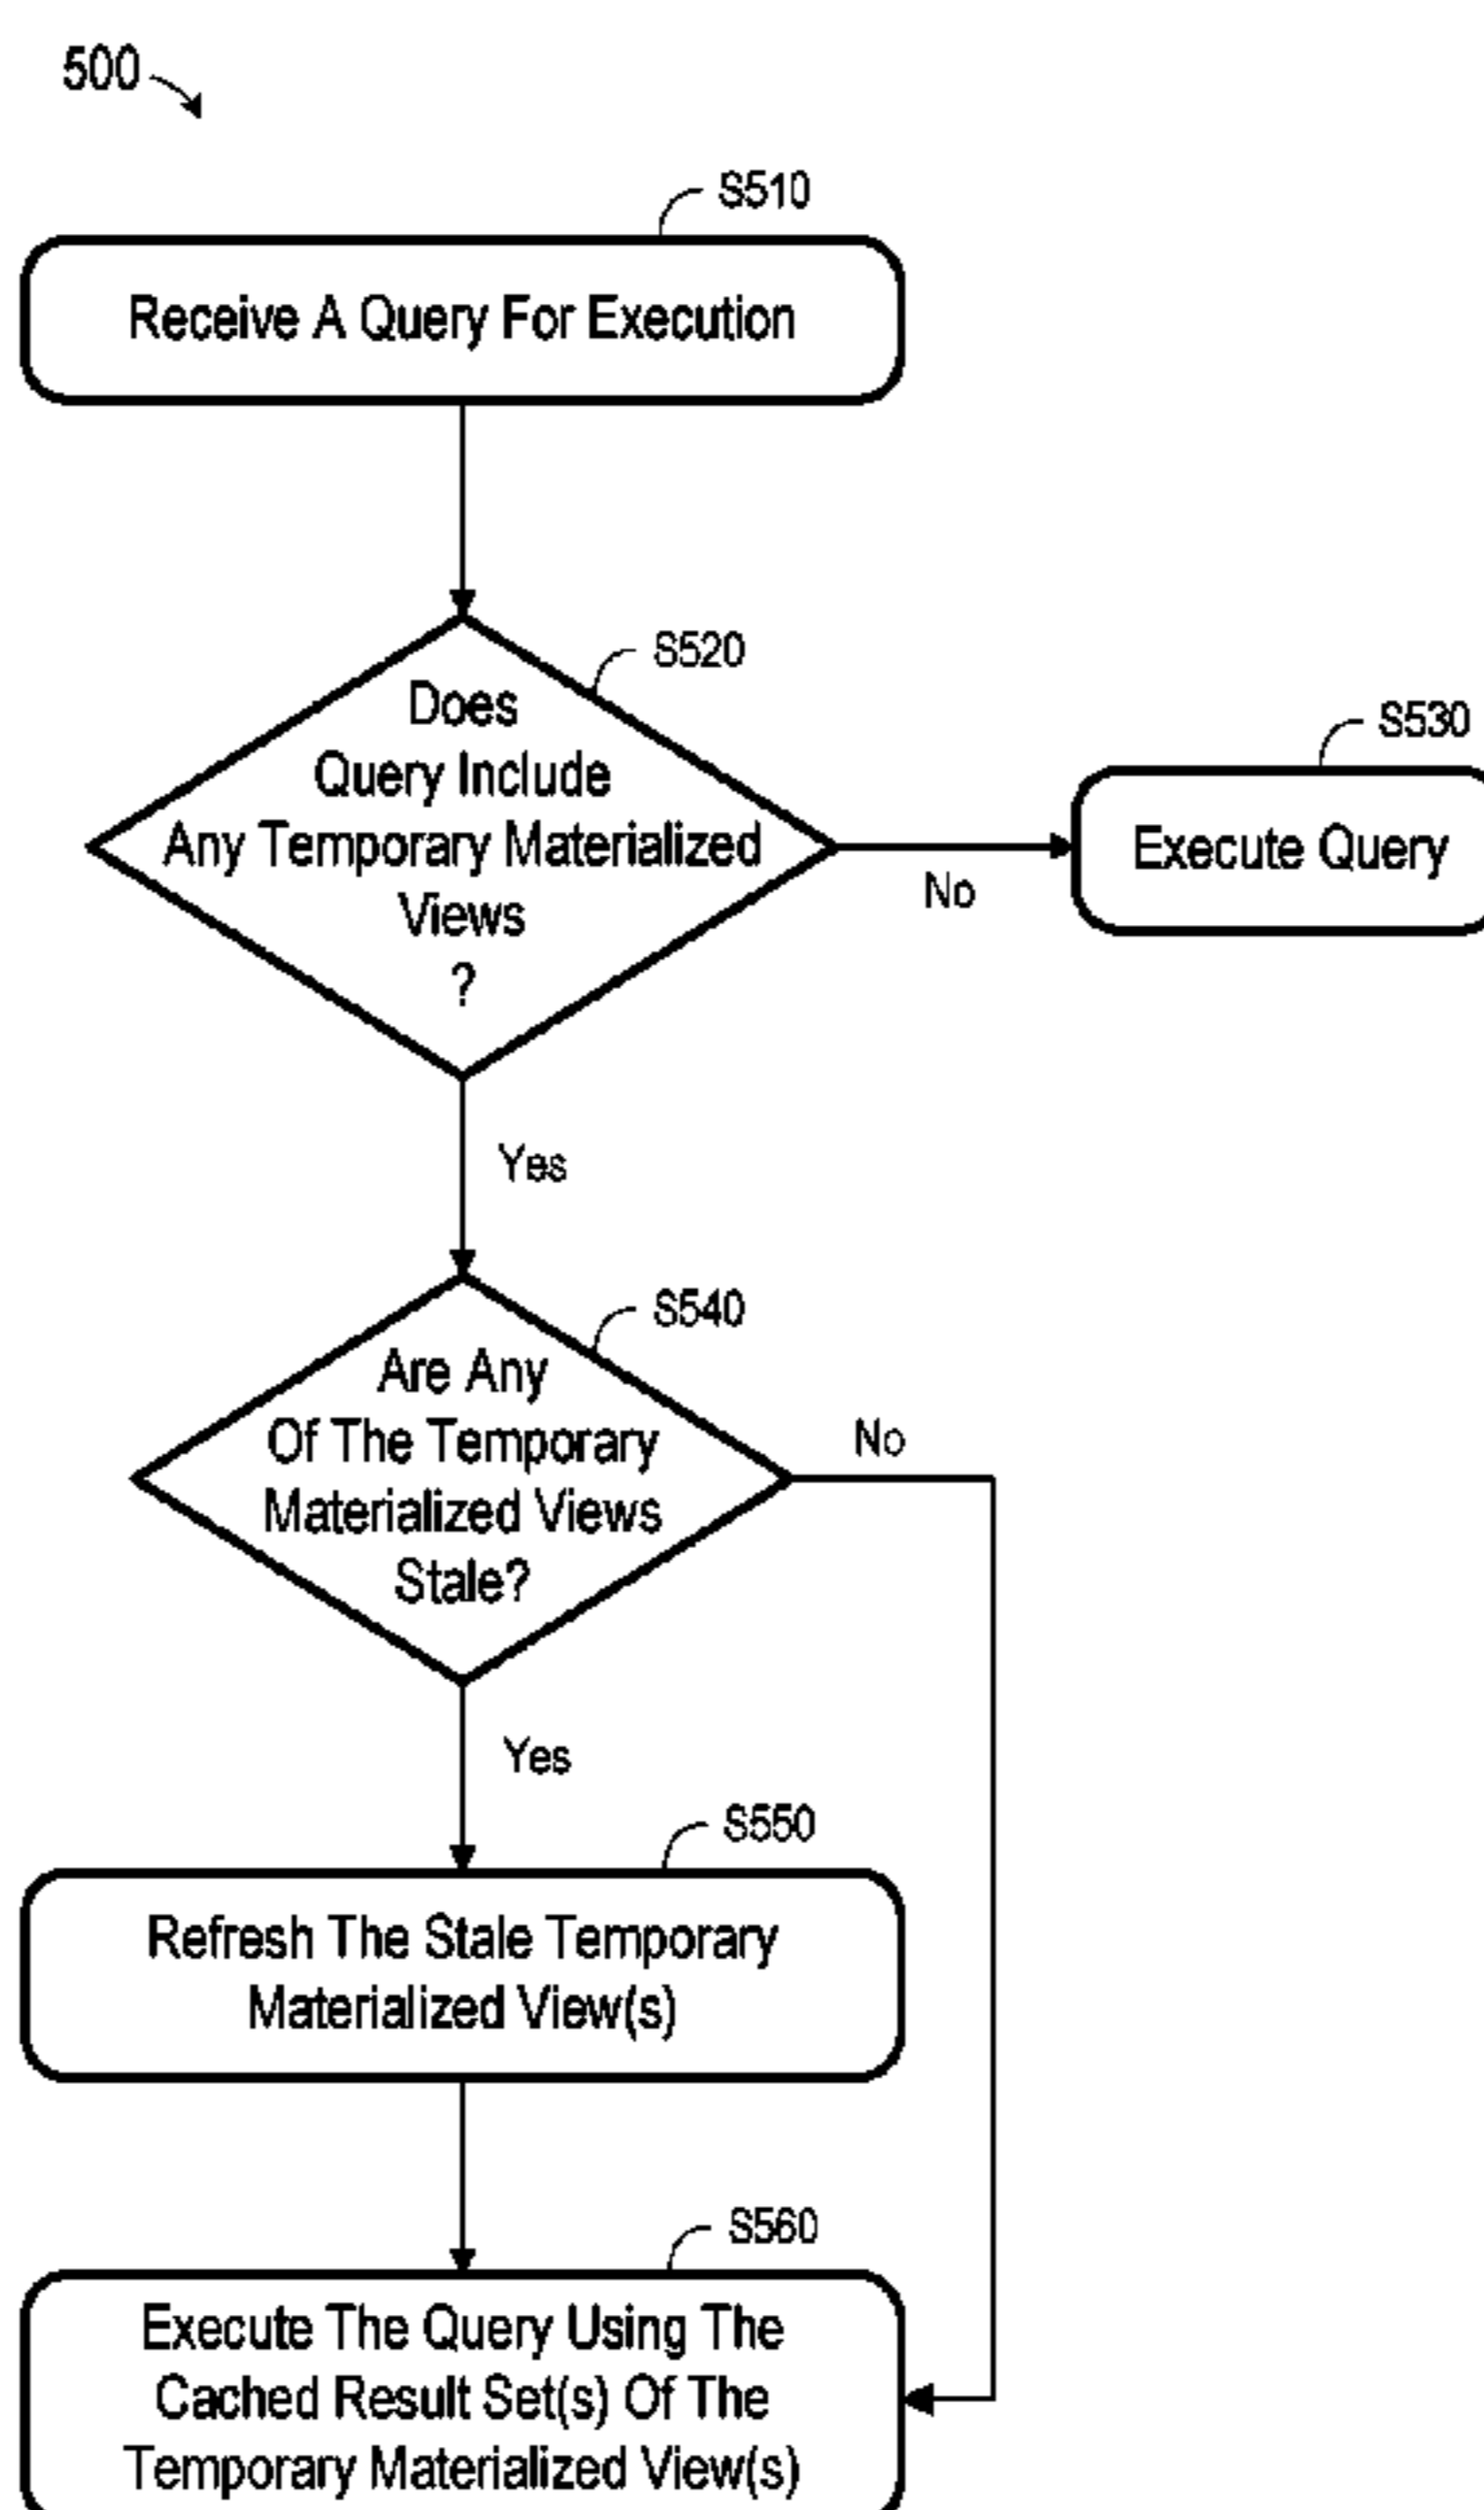 500
S510
Receive A Query For Execution
S520
Does
Query Include
Any Temporary Materialized
Views
?
S530
Execute Query
No
Yes
S540
Are Any
Of The Temporary
Materialized Views
Stale?
No
Yes
S550
Refresh The Stale Temporary
Materialized View(s)
S560
Execute The Query Using The
Cached Result Set(s) Of The
Temporary Materialized View(s)